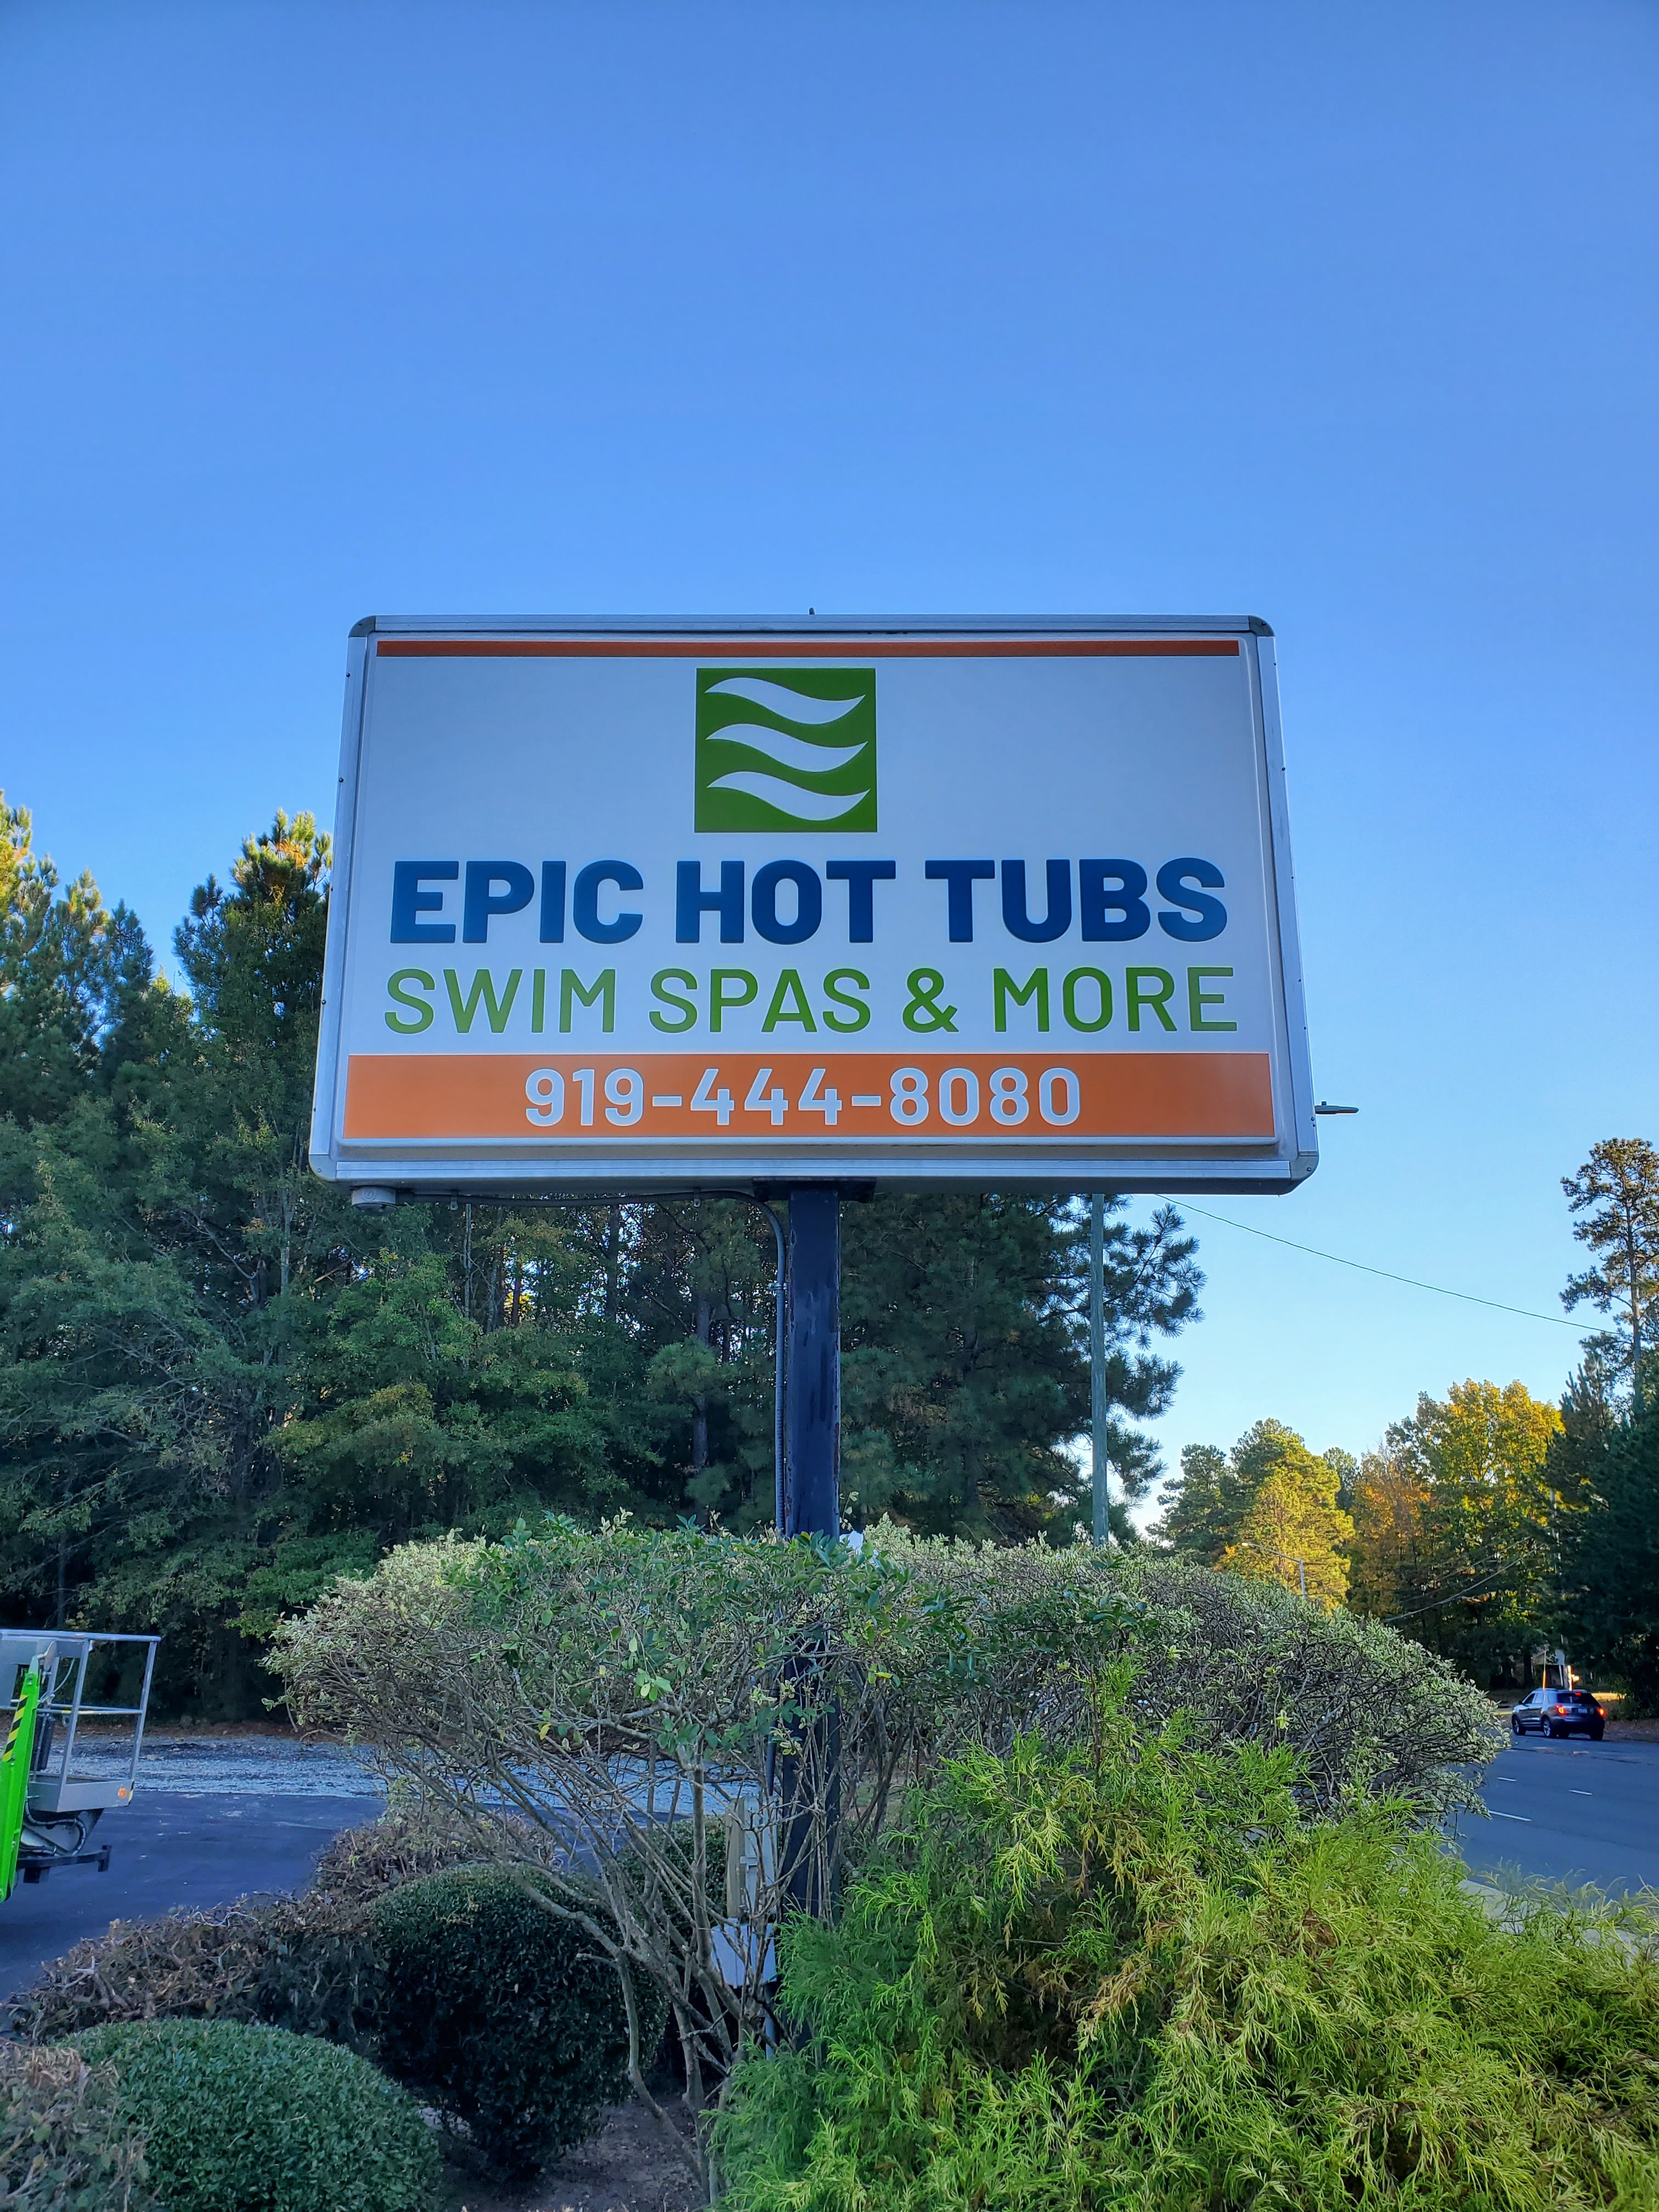 EPIC HOT TUBS
SWIM SPAS & MORE
919-444-8080